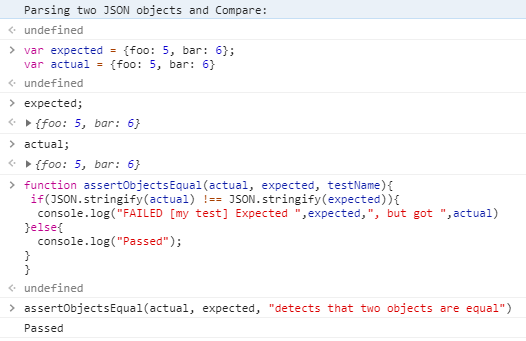 Parsing two JSON objects and Compare:
undefined
var expected = {foo: 5, bar: 6};
var actual = {foo: 5, bar: 6}
undefined
expected;
{foo: 5, bar: 6}
actual;
{foo: 5, bar: 6}
function assertObjectsEqual(actual, expected, testName){
if(JSON.stringify(actual) !== JSON.stringify(expected)){
console.log("FAILED [my test] Expected ",expected,", but got ",actual)
}else{
console.log("Passed");
}
}
undefined
assertObjectsEqual(actual, expected, "detects that two objects are equal")
Passed